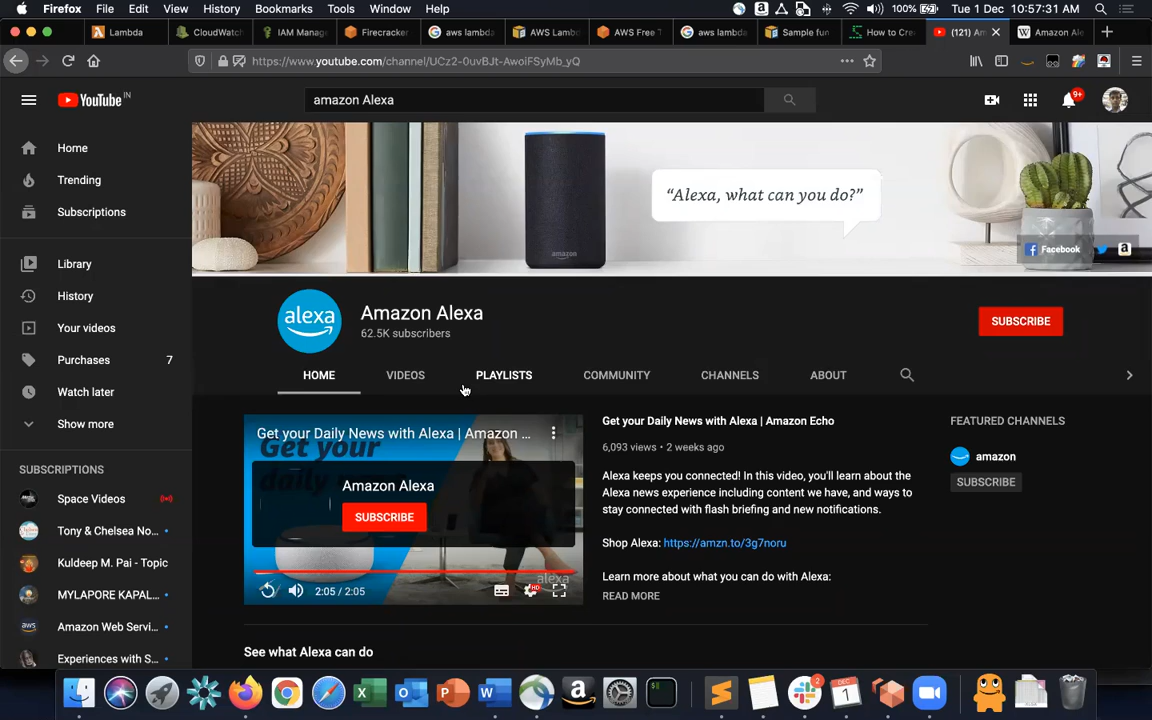 Firefox File Edit View History Bookmarks Tools Window Help 100% Tue 1 Dec 10:57:31 AM
Lambda CloudWatch IAM Manage Firecracker aws lambda AWS Lamb AWS Free T aws lambda Sample fun How to Cre (121) Am Amazon Ale
https://www.youtube.com/channel/UCz2-0uvBJt-AwoiFSyMb_yQ
YouTube IN amazon Alexa 9+
Home
Trending
Subscriptions
Library
History
Your videos
Purchases 7
Watch later
Show more
SUBSCRIPTIONS
Space Videos
Tony & Chelsea No...
Kuldeep M. Pai - Topic
MYLAPORE KAPAL...
Amazon Web Servi...
Experiences with S...
“Alexa, what can you do?”
amazon
Facebook
alexa
Amazon Alexa
62.5K subscribers
SUBSCRIBE
HOME VIDEOS PLAYLISTS COMMUNITY CHANNELS ABOUT
Get your Daily News with Alexa | Amazon ...
Get your
Amazon Alexa
SUBSCRIBE
alexa
2:05 / 2:05 HD
Get your Daily News with Alexa | Amazon Echo
6,093 views • 2 weeks ago
Alexa keeps you connected! In this video, you'll learn about the
Alexa news experience including content we have, and ways to
stay connected with flash briefing and new notifications.
Shop Alexa: https://amzn.to/3g7noru
Learn more about what you can do with Alexa:
READ MORE
FEATURED CHANNELS
amazon
SUBSCRIBE
See what Alexa can do